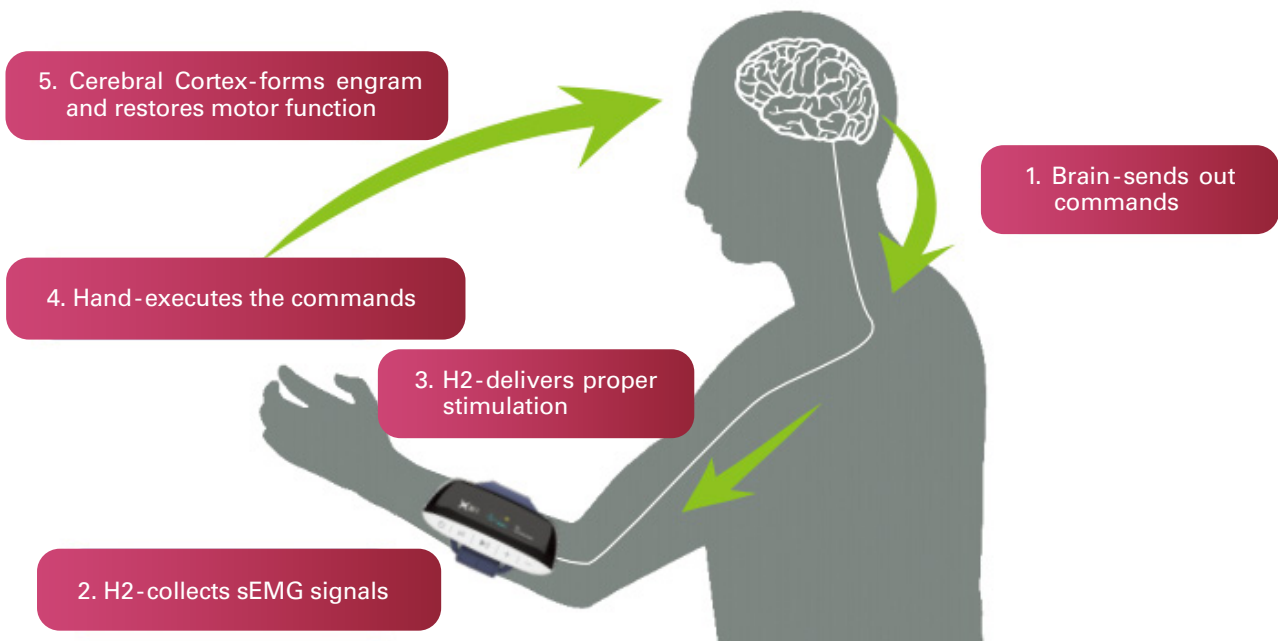 5. Cerebral Cortex-forms engram
and restores motor function
1. Brain-sends out
commands
4. Hand-executes the commands
3. H2-delivers proper
stimulation
2. H2-collects sEMG signals